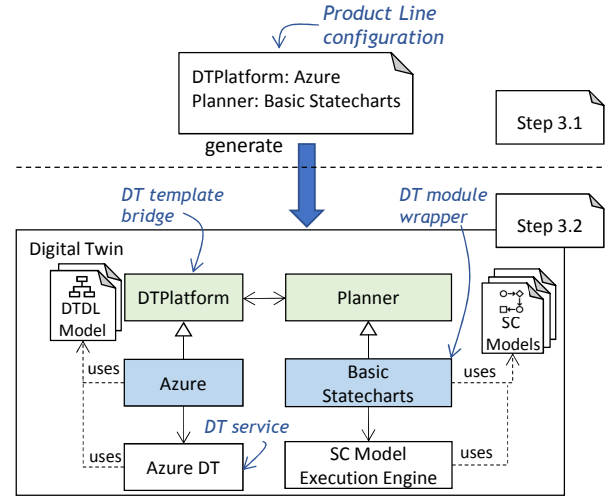 Product Line
configuration
DTPlatform: Azure
Planner: Basic Statecharts
Step 3.1
generate
DT template
bridge
DT module
wrapper
Step 3.2
Digital Twin
DTDL
Model
DTPlatform
Planner
SC
Models
uses
Azure
Basic
Statecharts
uses
DT service
uses
Azure DT
SC Model
Execution Engine
uses